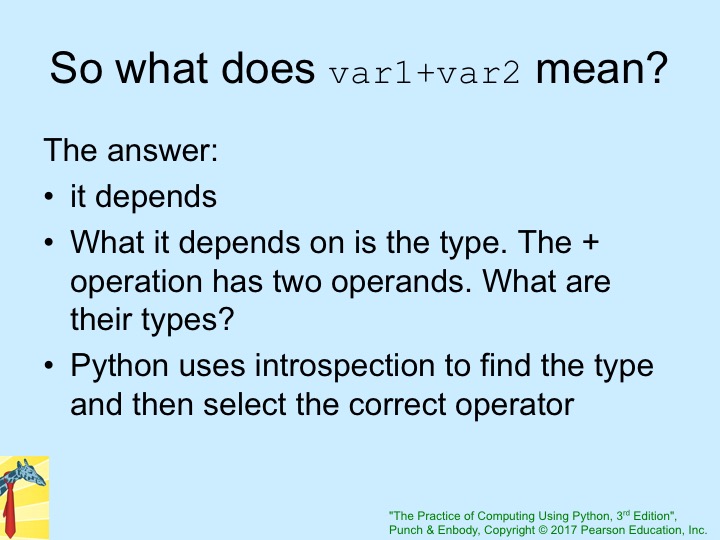 So what does var1+var2 mean?
The answer:
• it depends
• What it depends on is the type. The +
operation has two operands. What are
their types?
• Python uses introspection to find the type
and then select the correct operator
"The Practice of Computing Using Python, 3rd Edition",
Punch & Enbody, Copyright © 2017 Pearson Education, Inc.